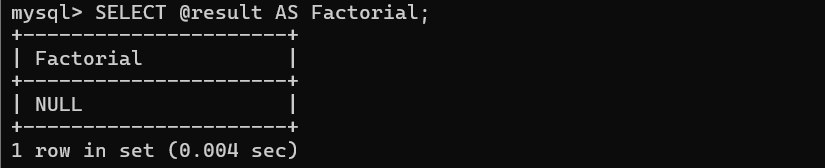 mysql> SELECT @result AS Factorial;
+----------------------+
| Factorial            |
+----------------------+
| NULL                 |
+----------------------+
1 row in set (0.004 sec)